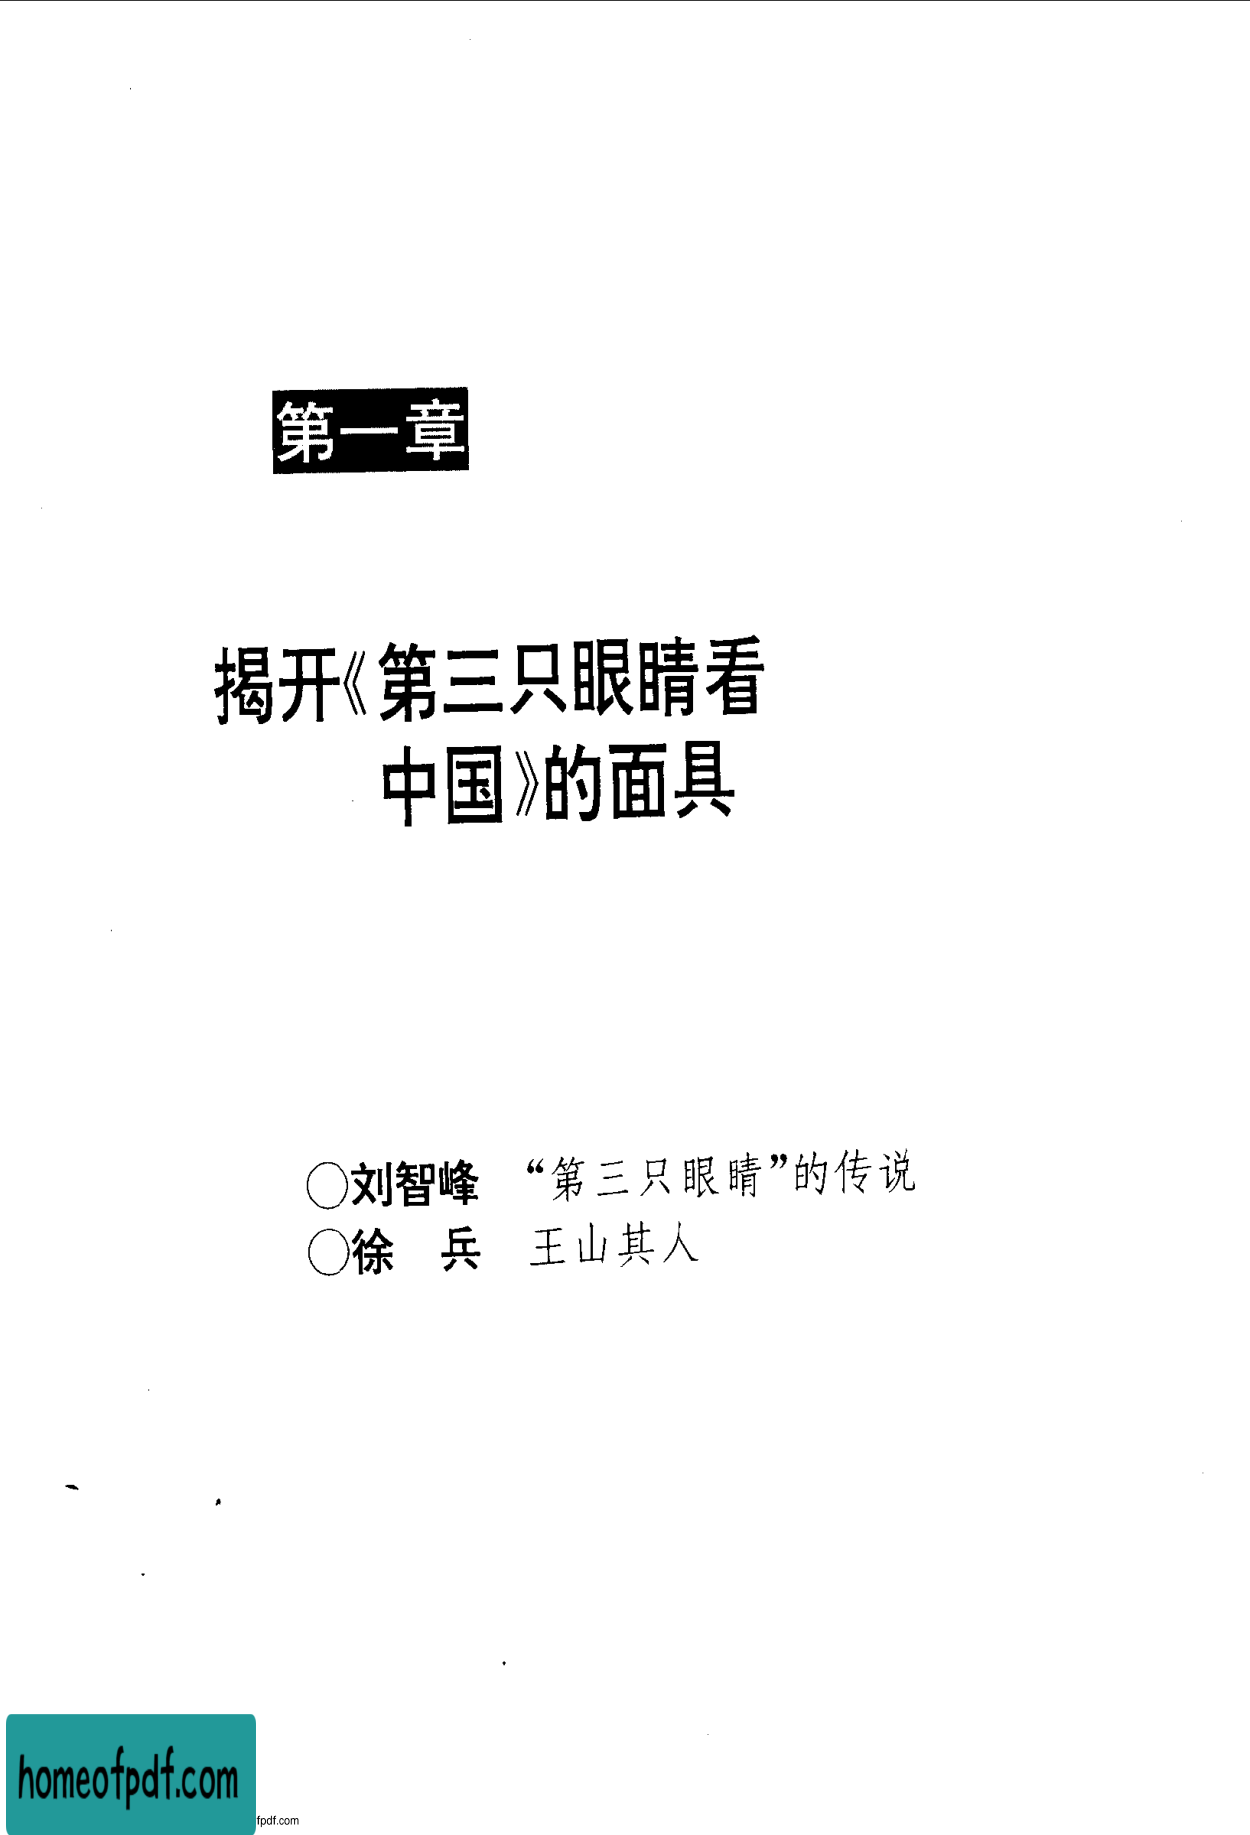 第一章
揭开《第三只眼睛看
中国》的面具
○刘智峰 “第三只眼睛”的传说
○徐 兵 王山其人
homeofpdf.com
fpdf.com